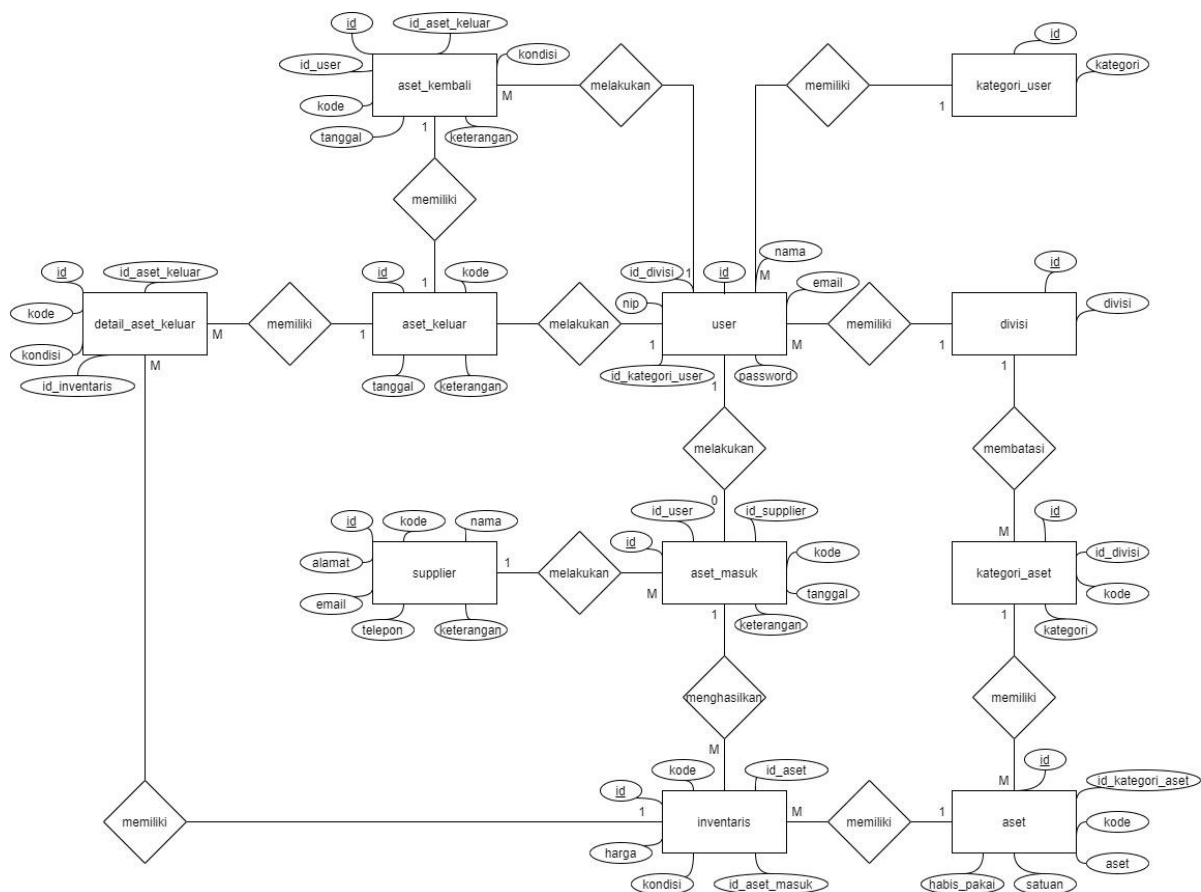 id
id_aset_keluar
kondisi
id_user
aset_kembali
kode
tanggal
keterangan
M
1
melakukan
1
memiliki
M
1
id
kategori
kategori_user
memiliki
1
id
id_aset_keluar
kode
detail_aset_keluar
kondisi
id_inventaris
M
M
memiliki
1
id
kode
aset_keluar
tanggal
keterangan
melakukan
1
nama
id_divisi
id
email
nip
user
id_kategori_user
password
M
1
memiliki
1
id
divisi
divisi
1
melakukan
0
membatasi
M
id
kode
nama
alamat
supplier
email
telepon
keterangan
1
melakukan
M
id_user
id_supplier
id
kode
aset_masuk
tanggal
keterangan
1
id
id_divisi
kategori_aset
kode
kategori
1
menghasilkan
M
memiliki
M
memiliki
1
kode
id_aset
id
inventaris
harga
kondisi
id_aset_masuk
M
memiliki
1
id
id_kategori_aset
kode
aset
aset
habis_pakai
satuan